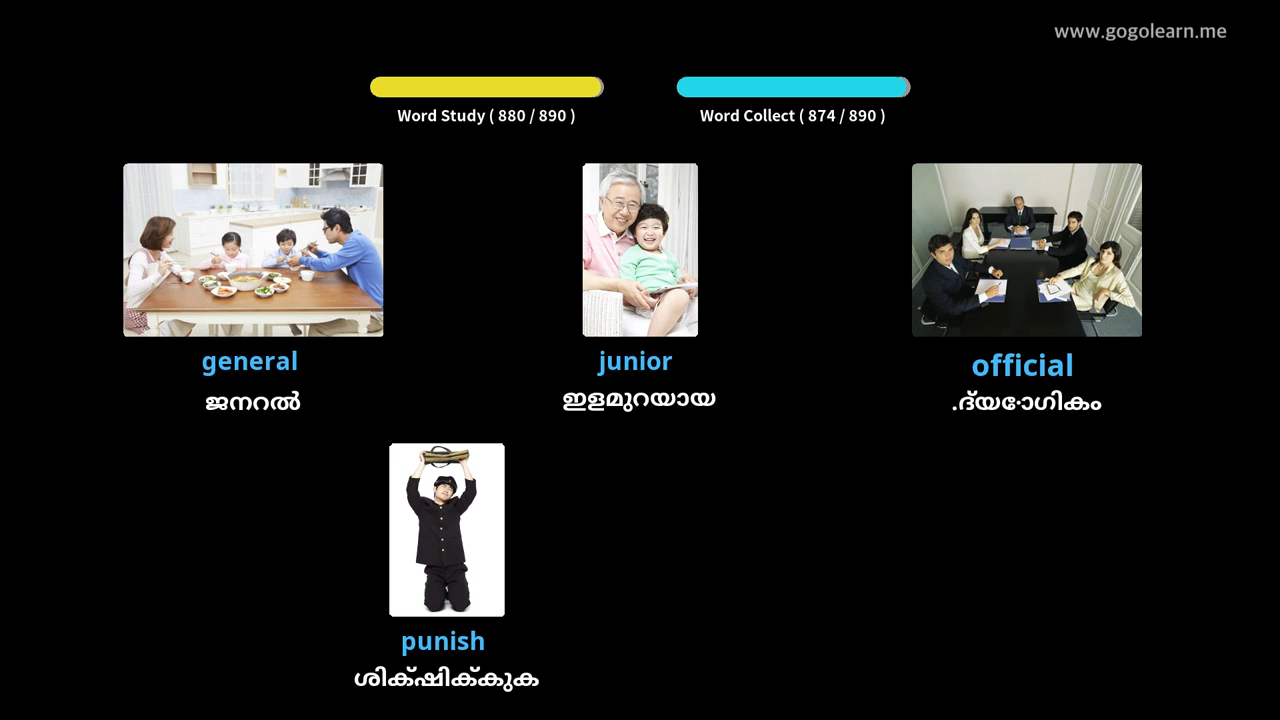 www.gogolearn.me
Word Study ( 880 / 890 )
Word Collect ( 874 / 890 )
general
junior
official
ജനറൽ
ഇളമുറയായ
.ദ്യോഗികം
punish
ശിക്ഷിക്കുക